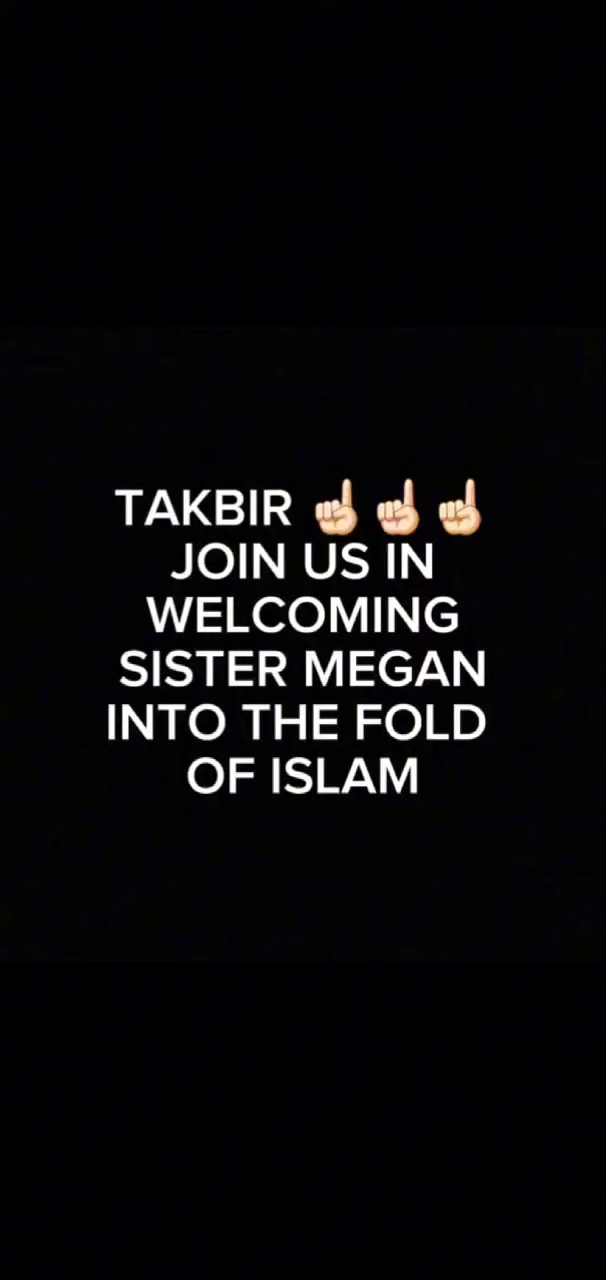 TAKBIR ☝🏻☝🏻☝🏻
JOIN US IN
WELCOMING
SISTER MEGAN
INTO THE FOLD
OF ISLAM